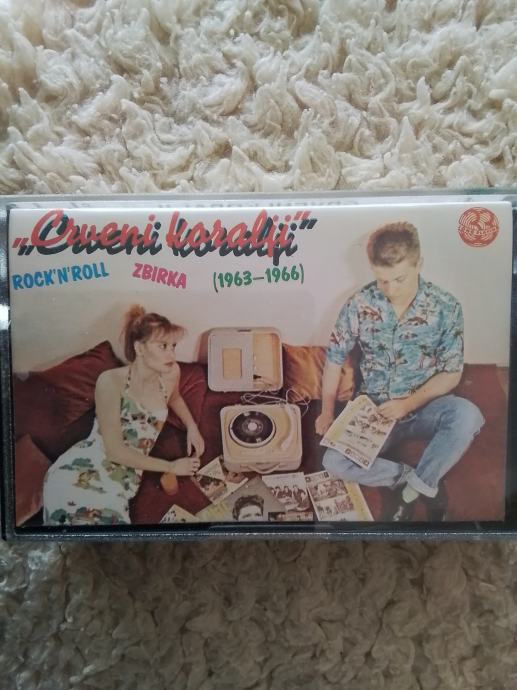 „Crveni koralji”
ROCK'N'ROLL ZBIRKA (1963—1966)